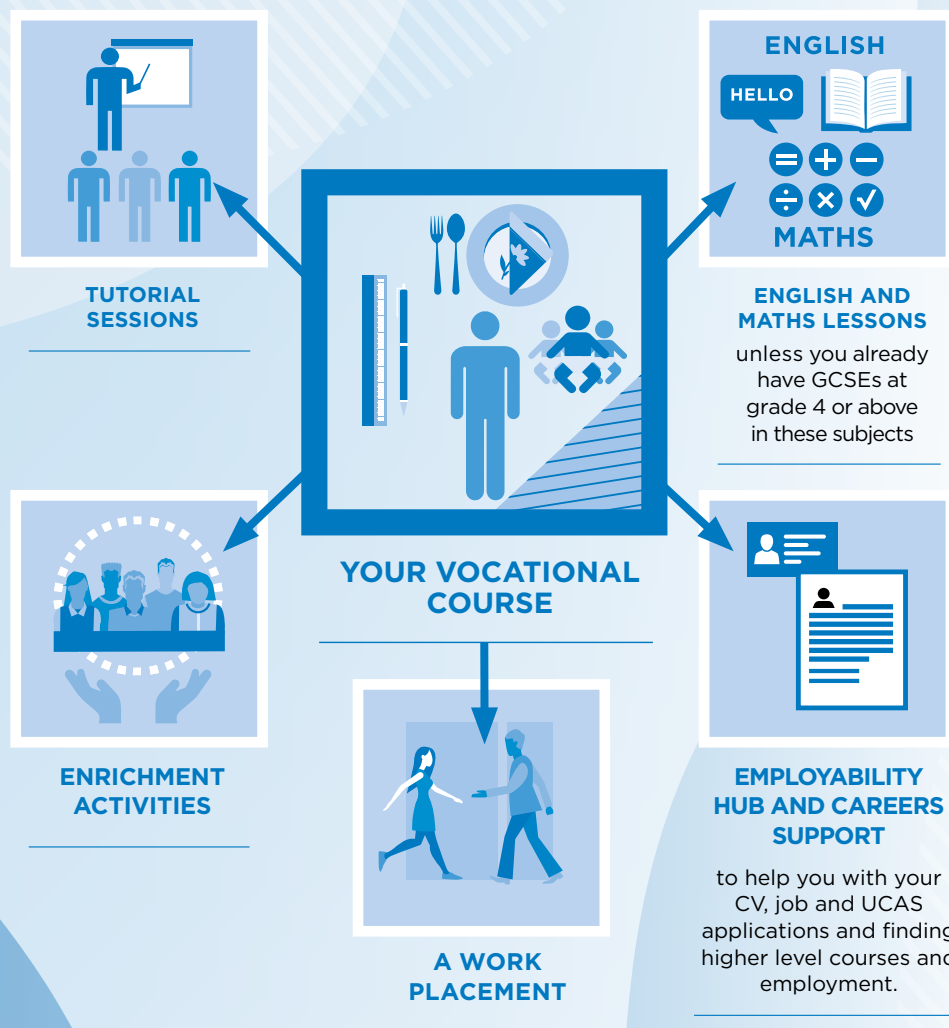 TUTORIAL
SESSIONS
ENGLISH
HELLO
MATHS
ENGLISH AND
MATHS LESSONS
unless you already
have GCSEs at
grade 4 or above
in these subjects
YOUR VOCATIONAL
COURSE
ENRICHMENT
ACTIVITIES
A WORK
PLACEMENT
EMPLOYABILITY
HUB AND CAREERS
SUPPORT
to help you with your
CV, job and UCAS
applications and finding
higher level courses and
employment.